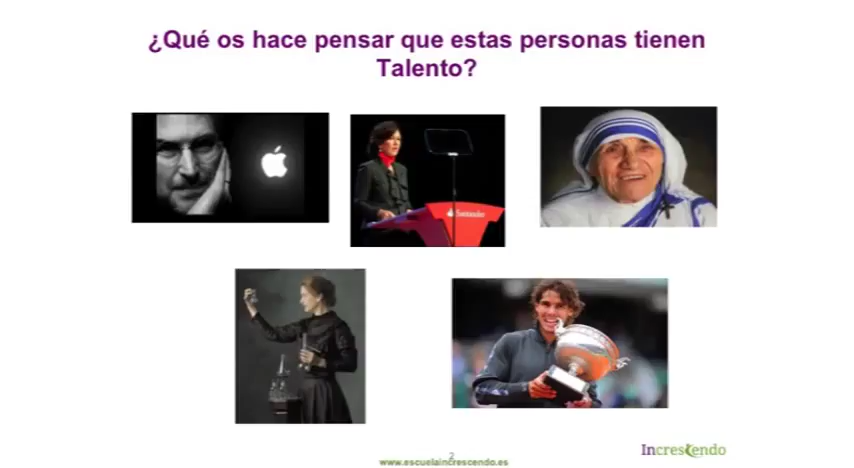 ¿Qué os hace pensar que estas personas tienen
Talento?
Santander
Increscendo
2
www.escuelaincrescendo.es